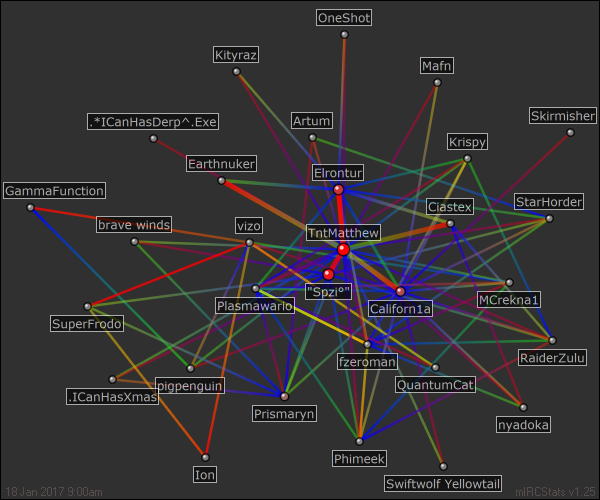 OneShot
Kityraz
Mafn
.*ICanHasDerp^.Exe
Artum
Skirmisher
Krispy
Earthnuker
Elrontur
GammaFunction
StarHorder
Ciastex
brave winds
vizo
TntMatthew
"Spzi°"
MCrekna1
Plasmawario
Californ1a
SuperFrodo
RaiderZulu
fzeroman
pigpenguin
QuantumCat
.ICanHasXmas
Prismaryn
nyadoka
Phimeek
Ion
Swiftwolf Yellowtail
18 Jan 2017 9:00am
mIRCStats v1.25